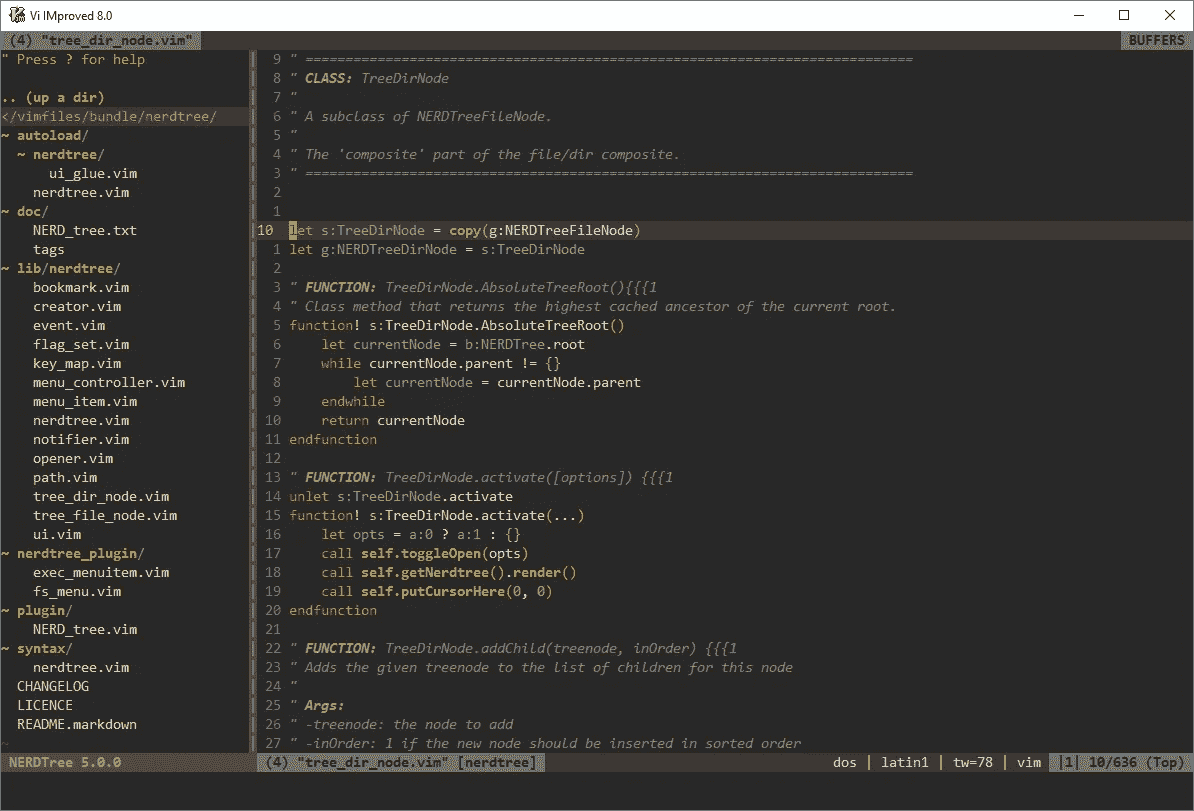 Vi IMproved 8.0
(4) "tree_dir_node.vim" BUFFERS
" Press ? for help
.. (up a dir)
</vimfiles/bundle/nerdtree/
~ autoload/
  ~ nerdtree/
      ui_glue.vim
    nerdtree.vim
~ doc/
    NERD_tree.txt
    tags
~ lib/nerdtree/
    bookmark.vim
    creator.vim
    event.vim
    flag_set.vim
    key_map.vim
    menu_controller.vim
    menu_item.vim
    nerdtree.vim
    notifier.vim
    opener.vim
    path.vim
    tree_dir_node.vim
    tree_file_node.vim
    ui.vim
~ nerdtree_plugin/
    exec_menuitem.vim
    fs_menu.vim
~ plugin/
    NERD_tree.vim
~ syntax/
    nerdtree.vim
  CHANGELOG
  LICENCE
  README.markdown
~
9 " ============================================================================
8 " CLASS: TreeDirNode
7 "
6 " A subclass of NERDTreeFileNode.
5 "
4 " The 'composite' part of the file/dir composite.
3 " ============================================================================
2
1
10 let s:TreeDirNode = copy(g:NERDTreeFileNode)
1 let g:NERDTreeDirNode = s:TreeDirNode
2
3 " FUNCTION: TreeDirNode.AbsoluteTreeRoot(){{{1
4 " Class method that returns the highest cached ancestor of the current root.
5 function! s:TreeDirNode.AbsoluteTreeRoot()
6     let currentNode = b:NERDTree.root
7     while currentNode.parent != {}
8         let currentNode = currentNode.parent
9     endwhile
10     return currentNode
11 endfunction
12
13 " FUNCTION: TreeDirNode.activate([options]) {{{1
14 unlet s:TreeDirNode.activate
15 function! s:TreeDirNode.activate(...)
16     let opts = a:0 ? a:1 : {}
17     call self.toggleOpen(opts)
18     call self.getNerdtree().render()
19     call self.putCursorHere(0, 0)
20 endfunction
21
22 " FUNCTION: TreeDirNode.addChild(treenode, inOrder) {{{1
23 " Adds the given treenode to the list of children for this node
24 "
25 " Args:
26 " -treenode: the node to add
27 " -inOrder: 1 if the new node should be inserted in sorted order
NERDTree 5.0.0 (4) "tree_dir_node.vim" [nerdtree] dos | latin1 | tw=78 | vim |1| 10/636 (Top)